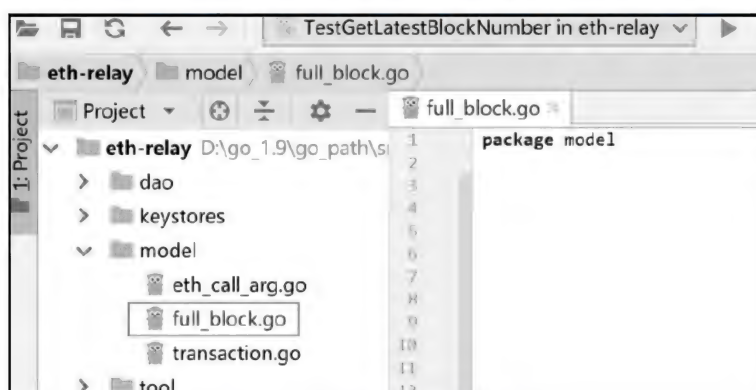 TestGetLatestBlockNumber in eth-relay
eth-relay model full_block.go
Project
full_block.go
1: Project
eth-relay D:\go_1.9\go_path\s
dao
keystores
model
eth_call_arg.go
full_block.go
transaction.go
tool
1 package model
2
3
4
5
6
7
8
9
10
11
12